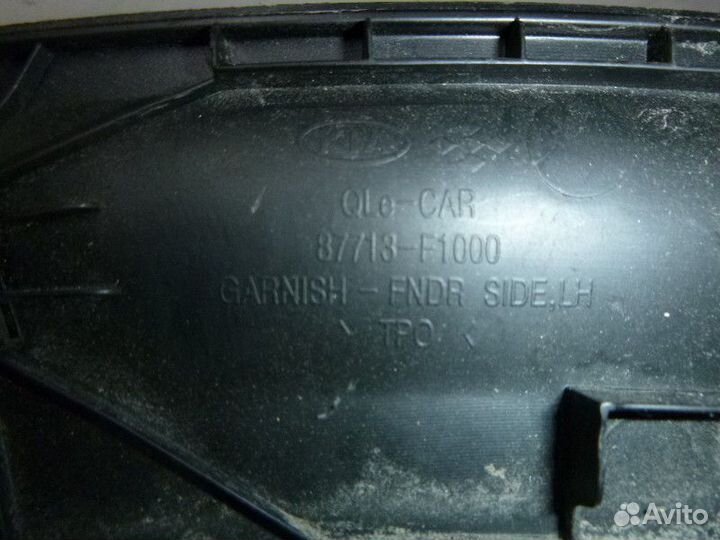 KIA
QLe-CAR
87713-F1000
GARNISH-FNDR SIDE,LH
> TPO <
Avito